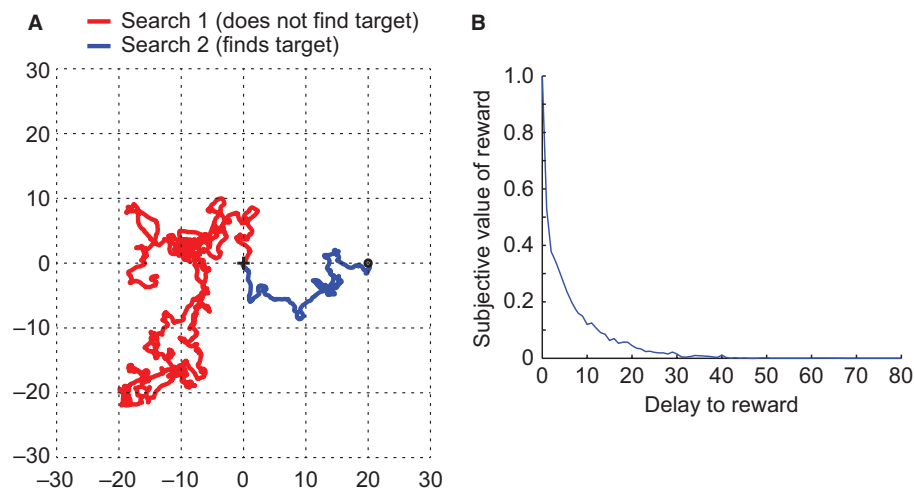 A
Search 1 (does not find target)
Search 2 (finds target)
30
20
10
0
–10
–20
–30
–30 –20 –10 0 10 20 30
B
Subjective value of reward
1.0
0.8
0.6
0.4
0.2
0
0 10 20 30 40 50 60 70 80
Delay to reward